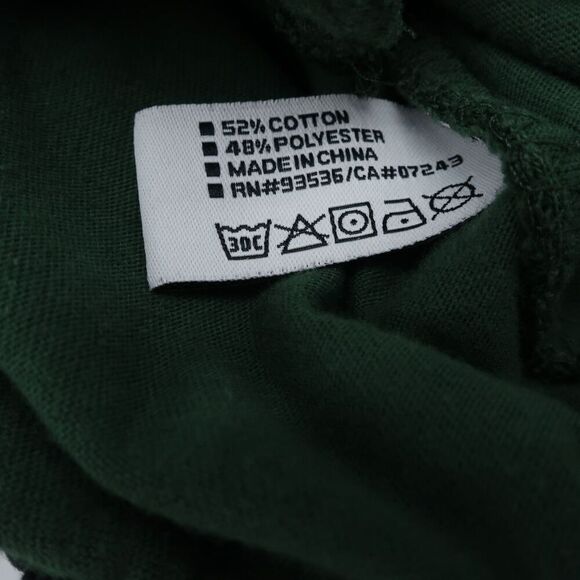 52% COTTON
48% POLYESTER
MADE IN CHINA
RN#93536/CA#07243
30C